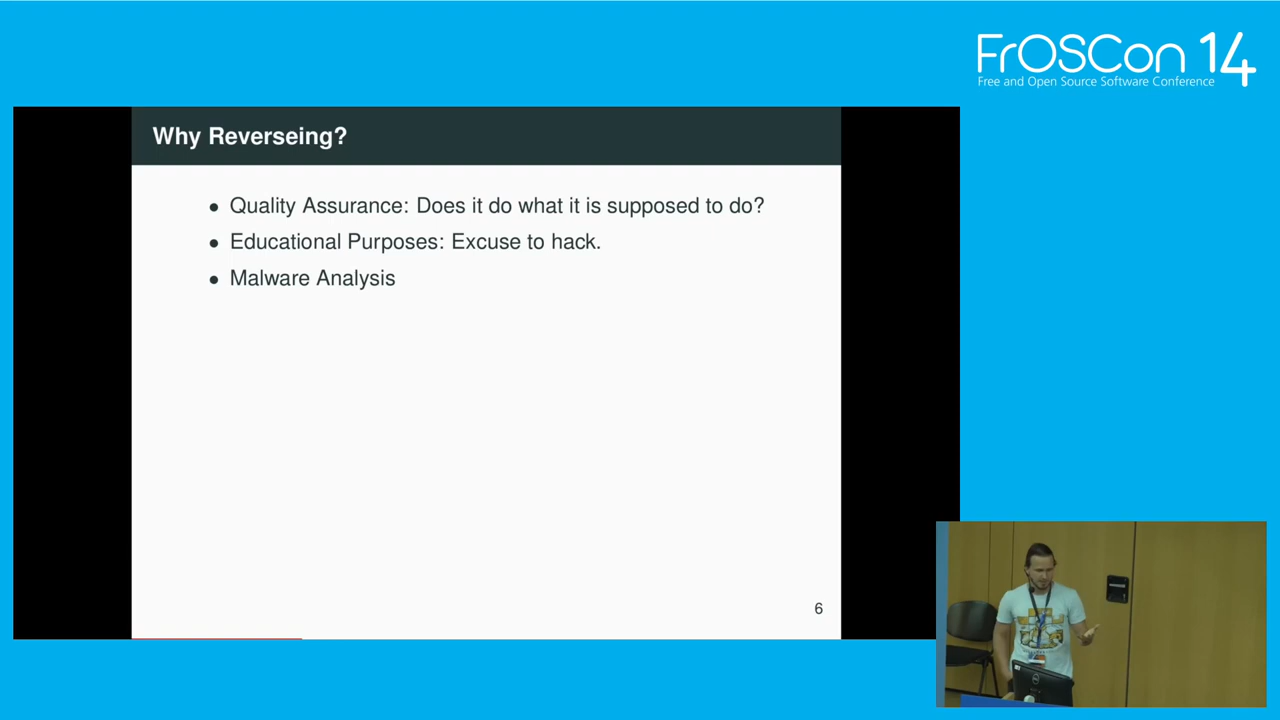 FrOSCon 14
Free and Open Source Software Conference
Why Reverseing?
• Quality Assurance: Does it do what it is supposed to do?
• Educational Purposes: Excuse to hack.
• Malware Analysis
6